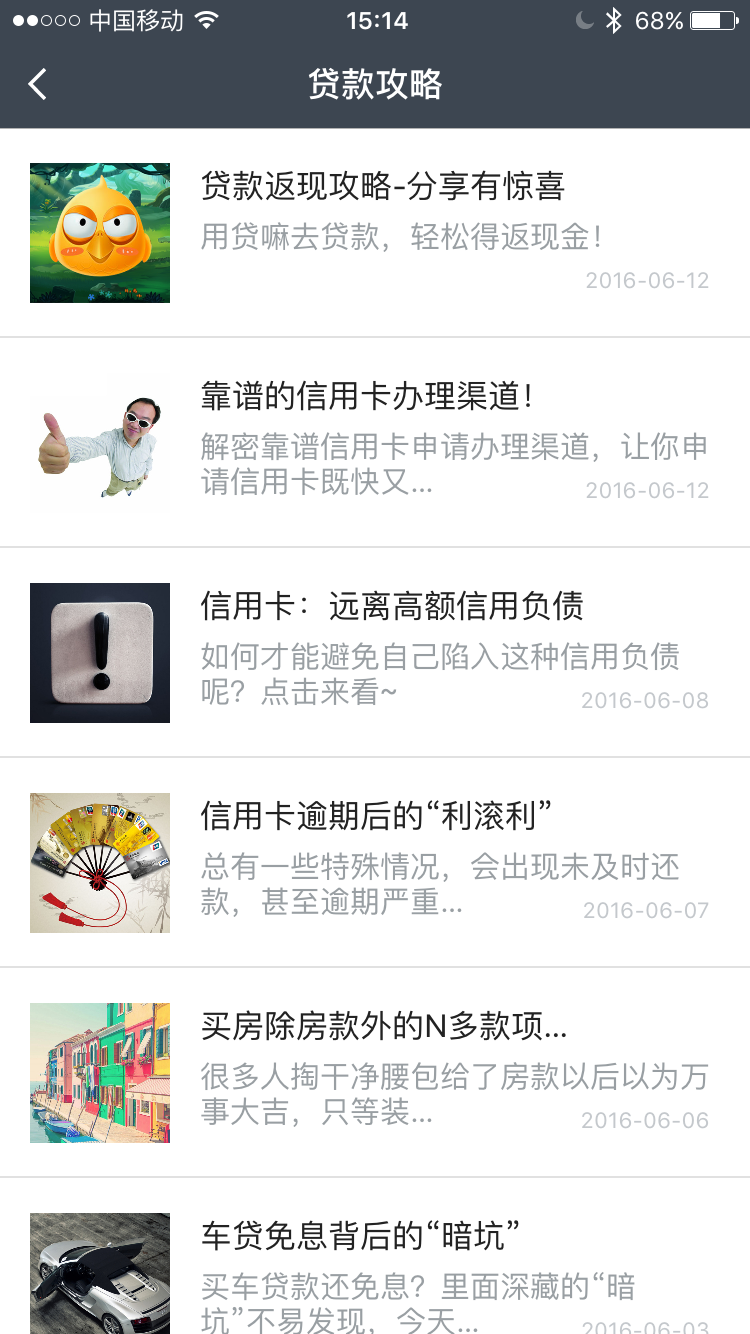 中国移动 15:14 68%
贷款攻略
贷款返现攻略-分享有惊喜
用贷嘛去贷款，轻松得返现金！
2016-06-12
靠谱的信用卡办理渠道！
解密靠谱信用卡申请办理渠道，让你申
请信用卡既快又...
2016-06-12
信用卡：远离高额信用负债
如何才能避免自己陷入这种信用负债
呢？点击来看~
2016-06-08
信用卡逾期后的“利滚利”
总有一些特殊情况，会出现未及时还
款，甚至逾期严重...
2016-06-07
买房除房款外的N多款项...
很多人掏干净腰包给了房款以后以为万
事大吉，只等装...
2016-06-06
车贷免息背后的“暗坑”
买车贷款还免息？里面深藏的“暗
坑”不易发现，今天...
2016-06-03